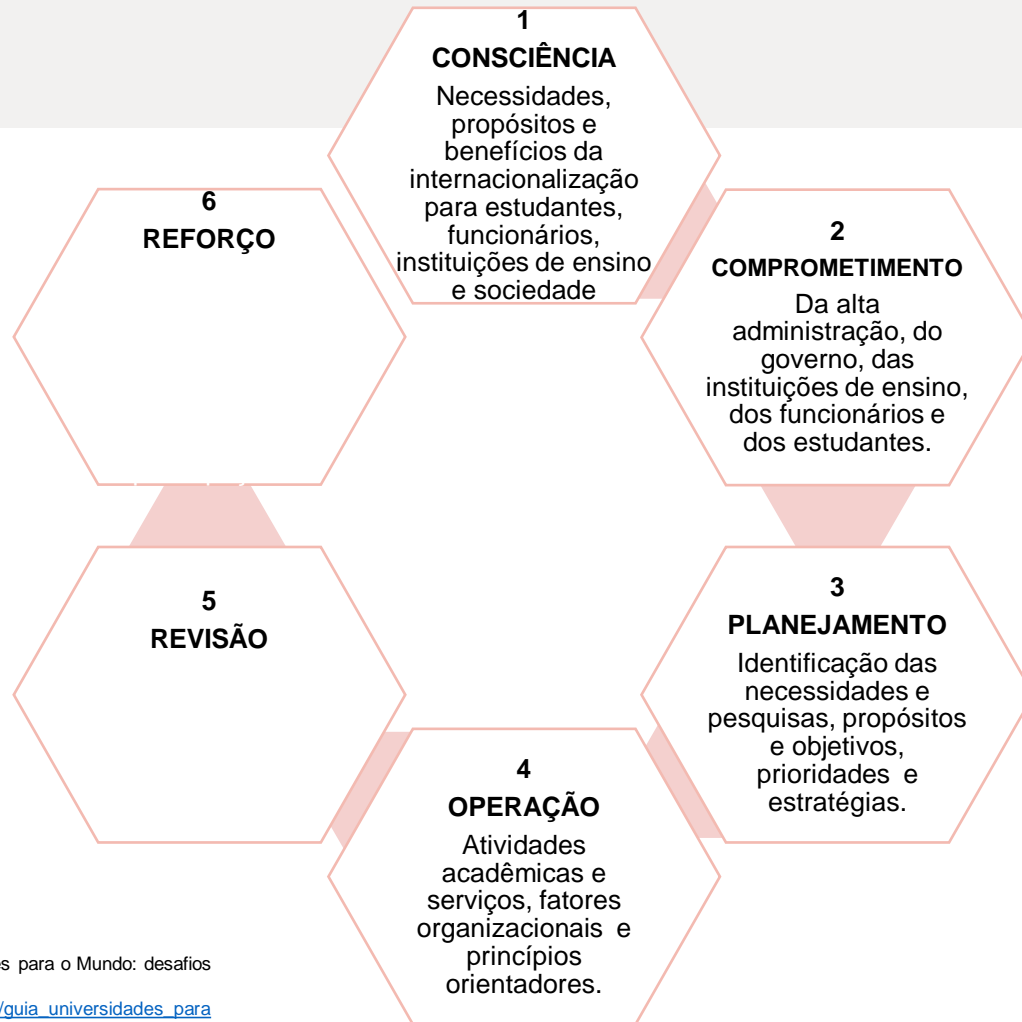 1
CONSCIÊNCIA
Necessidades,
propósitos e
benefícios da
internacionalização
para estudantes,
funcionários,
instituições de ensino
e sociedade
2
COMPROMETIMENTO
Da alta
administração, do
governo, das
instituições de ensino,
dos funcionários e
dos estudantes.
3
PLANEJAMENTO
Identificação das
necessidades e
pesquisas, propósitos
e objetivos,
prioridades e
estratégias.
4
OPERAÇÃO
Atividades
acadêmicas e
serviços, fatores
organizacionais e
princípios
orientadores.
5
REVISÃO
6
REFORÇO
es para o Mundo: desafios
/guia_universidades_para